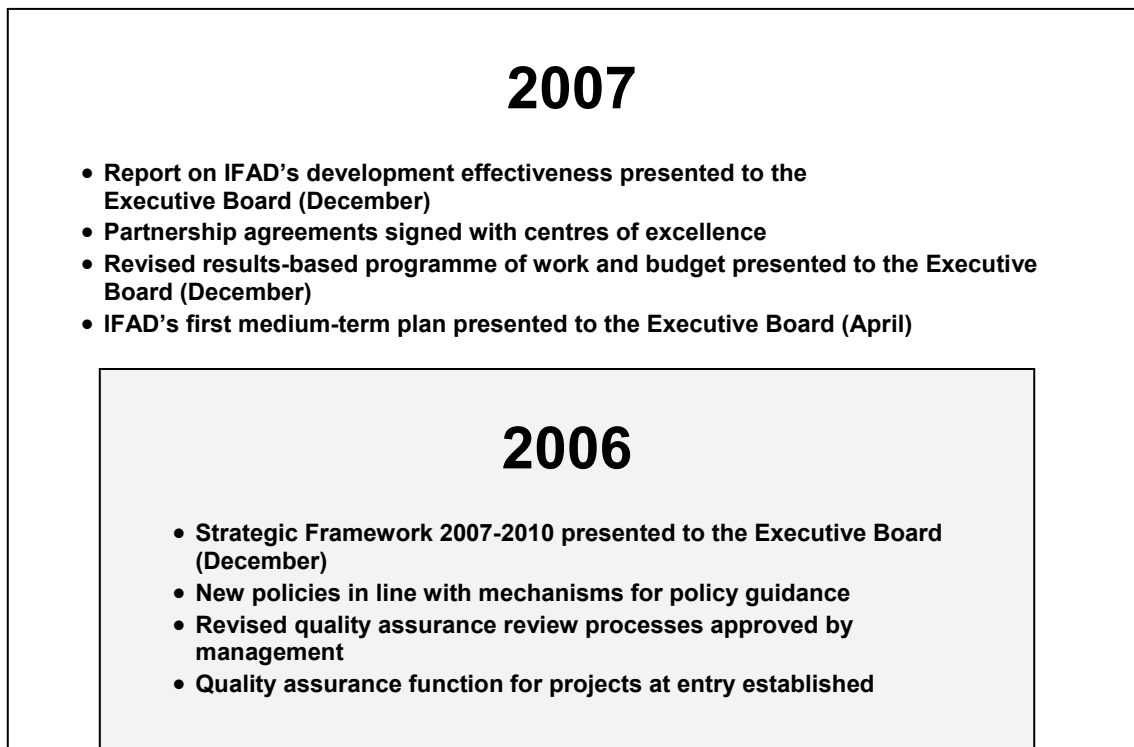 2007
• Report on IFAD’s development effectiveness presented to the
Executive Board (December)
• Partnership agreements signed with centres of excellence
• Revised results-based programme of work and budget presented to the Executive
Board (December)
• IFAD’s first medium-term plan presented to the Executive Board (April)
2006
• Strategic Framework 2007-2010 presented to the Executive Board
(December)
• New policies in line with mechanisms for policy guidance
• Revised quality assurance review processes approved by
management
• Quality assurance function for projects at entry established